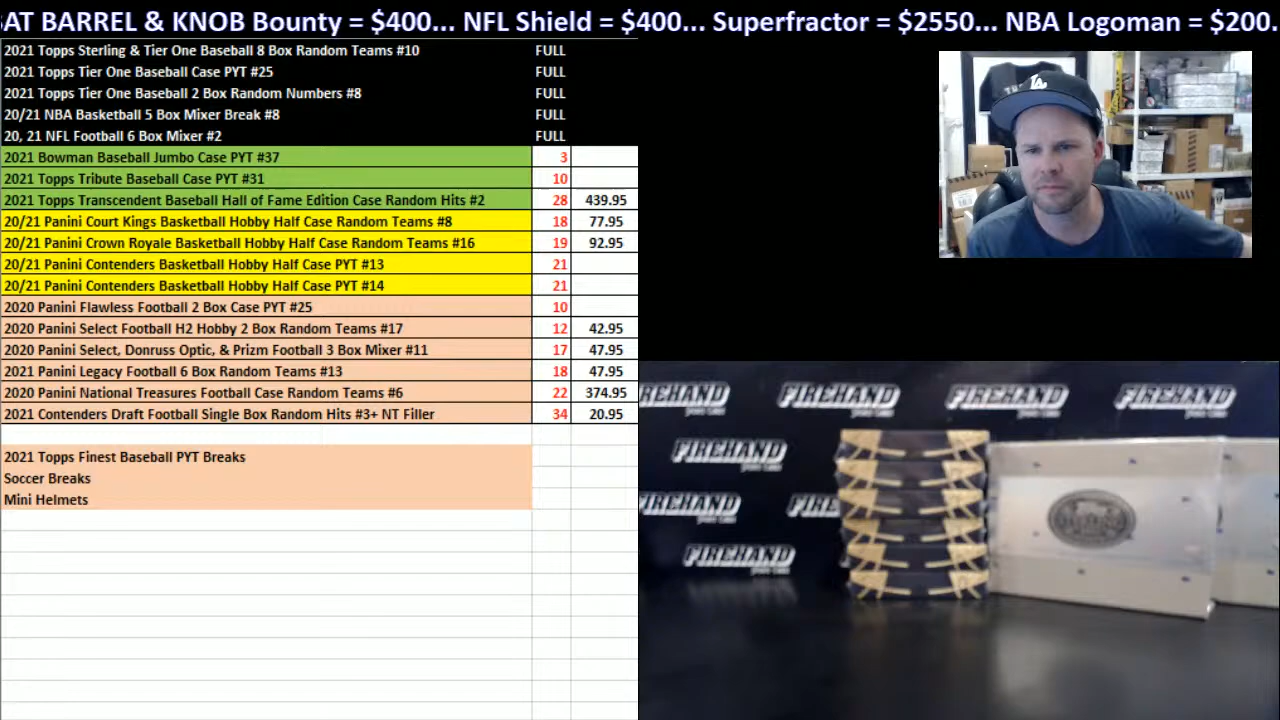 AT BARREL & KNOB Bounty = $400... NFL Shield = $400... Superfractor = $2550... NBA Logoman = $200.
2021 Topps Sterling & Tier One Baseball 8 Box Random Teams #10 FULL
2021 Topps Tier One Baseball Case PYT #25 FULL
2021 Topps Tier One Baseball 2 Box Random Numbers #8 FULL
20/21 NBA Basketball 5 Box Mixer Break #8 FULL
20, 21 NFL Football 6 Box Mixer #2 FULL
2021 Bowman Baseball Jumbo Case PYT #37 3
2021 Topps Tribute Baseball Case PYT #31 10
2021 Topps Transcendent Baseball Hall of Fame Edition Case Random Hits #2 28 439.95
20/21 Panini Court Kings Basketball Hobby Half Case Random Teams #8 18 77.95
20/21 Panini Crown Royale Basketball Hobby Half Case Random Teams #16 19 92.95
20/21 Panini Contenders Basketball Hobby Half Case PYT #13 21
20/21 Panini Contenders Basketball Hobby Half Case PYT #14 21
2020 Panini Flawless Football 2 Box Case PYT #25 10
2020 Panini Select Football H2 Hobby 2 Box Random Teams #17 12 42.95
2020 Panini Select, Donruss Optic, & Prizm Football 3 Box Mixer #11 17 47.95
2021 Panini Legacy Football 6 Box Random Teams #13 18 47.95
2020 Panini National Treasures Football Case Random Teams #6 22 374.95
2021 Contenders Draft Football Single Box Random Hits #3+ NT Filler 34 20.95
2021 Topps Finest Baseball PYT Breaks
Soccer Breaks
Mini Helmets
LA
FIREHAND FIREHAND FIREHAND FIREHAND
FIREHAND
FIREHAND FIREHAND
FIREHAND